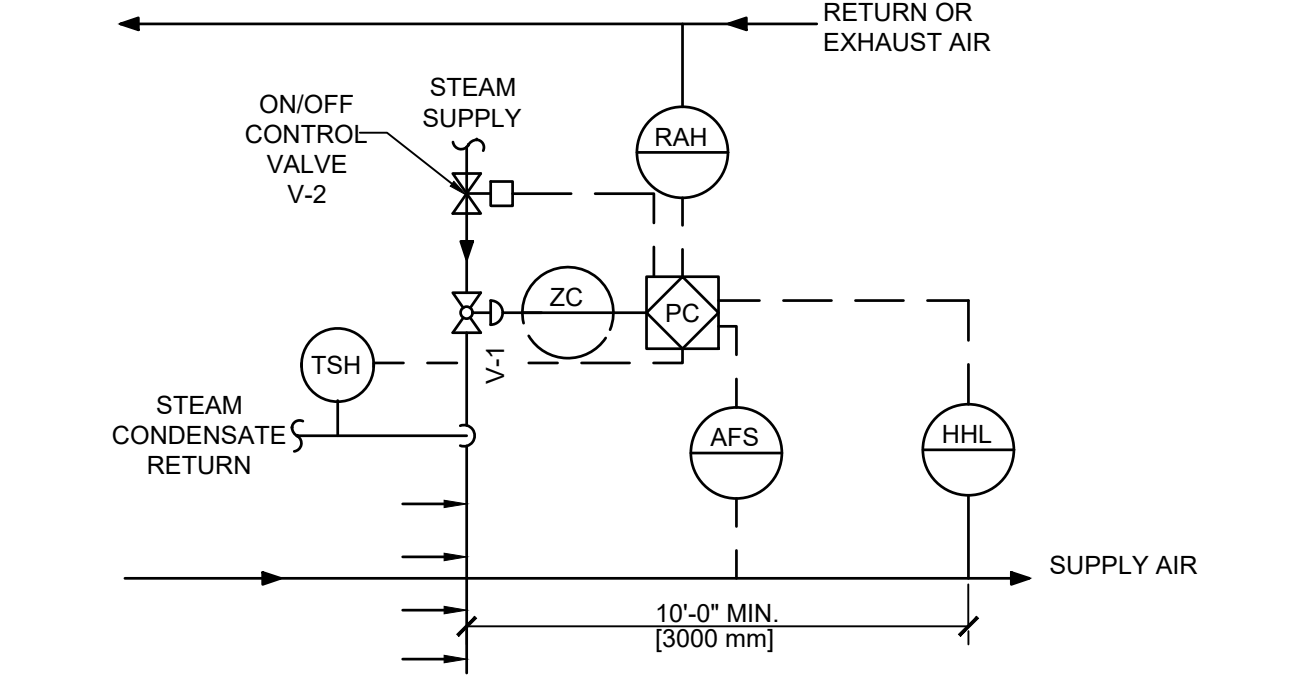 RETURN OR
EXHAUST AIR
STEAM
SUPPLY
ON/OFF
CONTROL
VALVE
V-2
RAH
ZC
PC
V-1
TSH
STEAM
CONDENSATE
RETURN
AFS
HHL
SUPPLY AIR
10'-0" MIN.
[3000 mm]